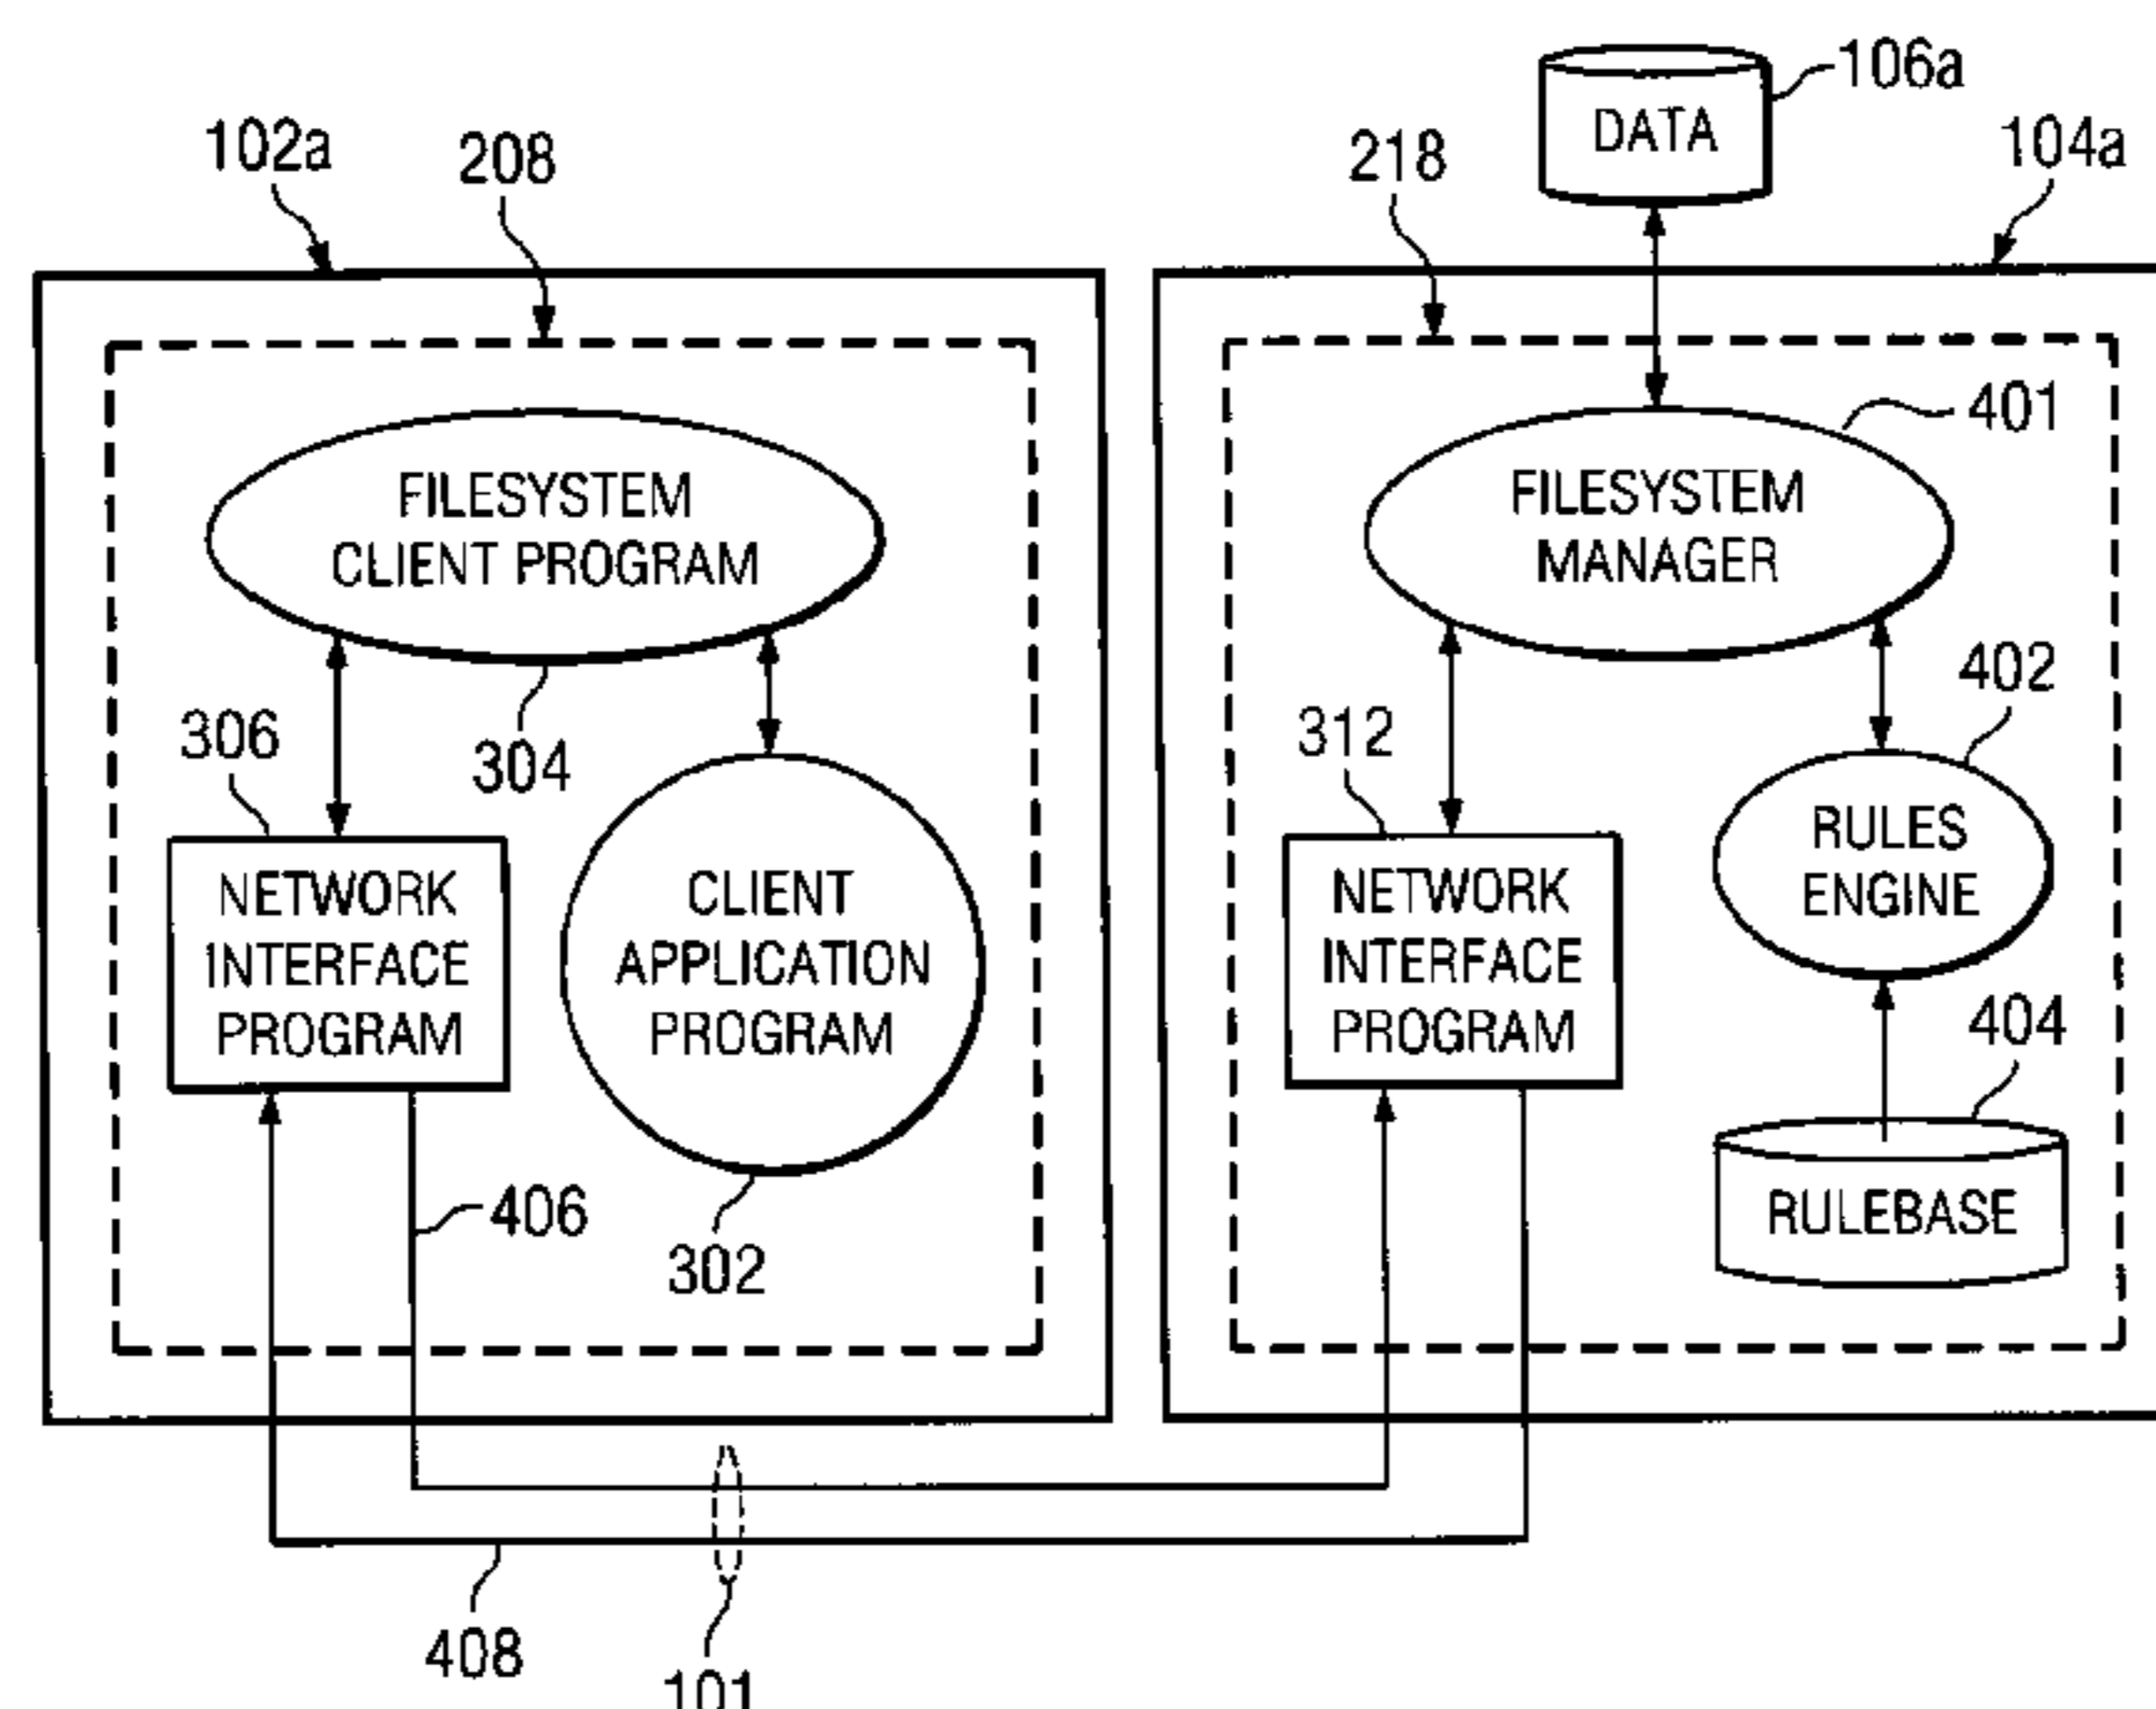 106a
DATA
102a
208
218
104a
401
FILESYSTEM
CLIENT PROGRAM
FILESYSTEM
MANAGER
402
306
304
312
RULES
ENGINE
NETWORK
INTERFACE
PROGRAM
CLIENT
APPLICATION
PROGRAM
NETWORK
INTERFACE
PROGRAM
404
RULEBASE
406
302
408
101